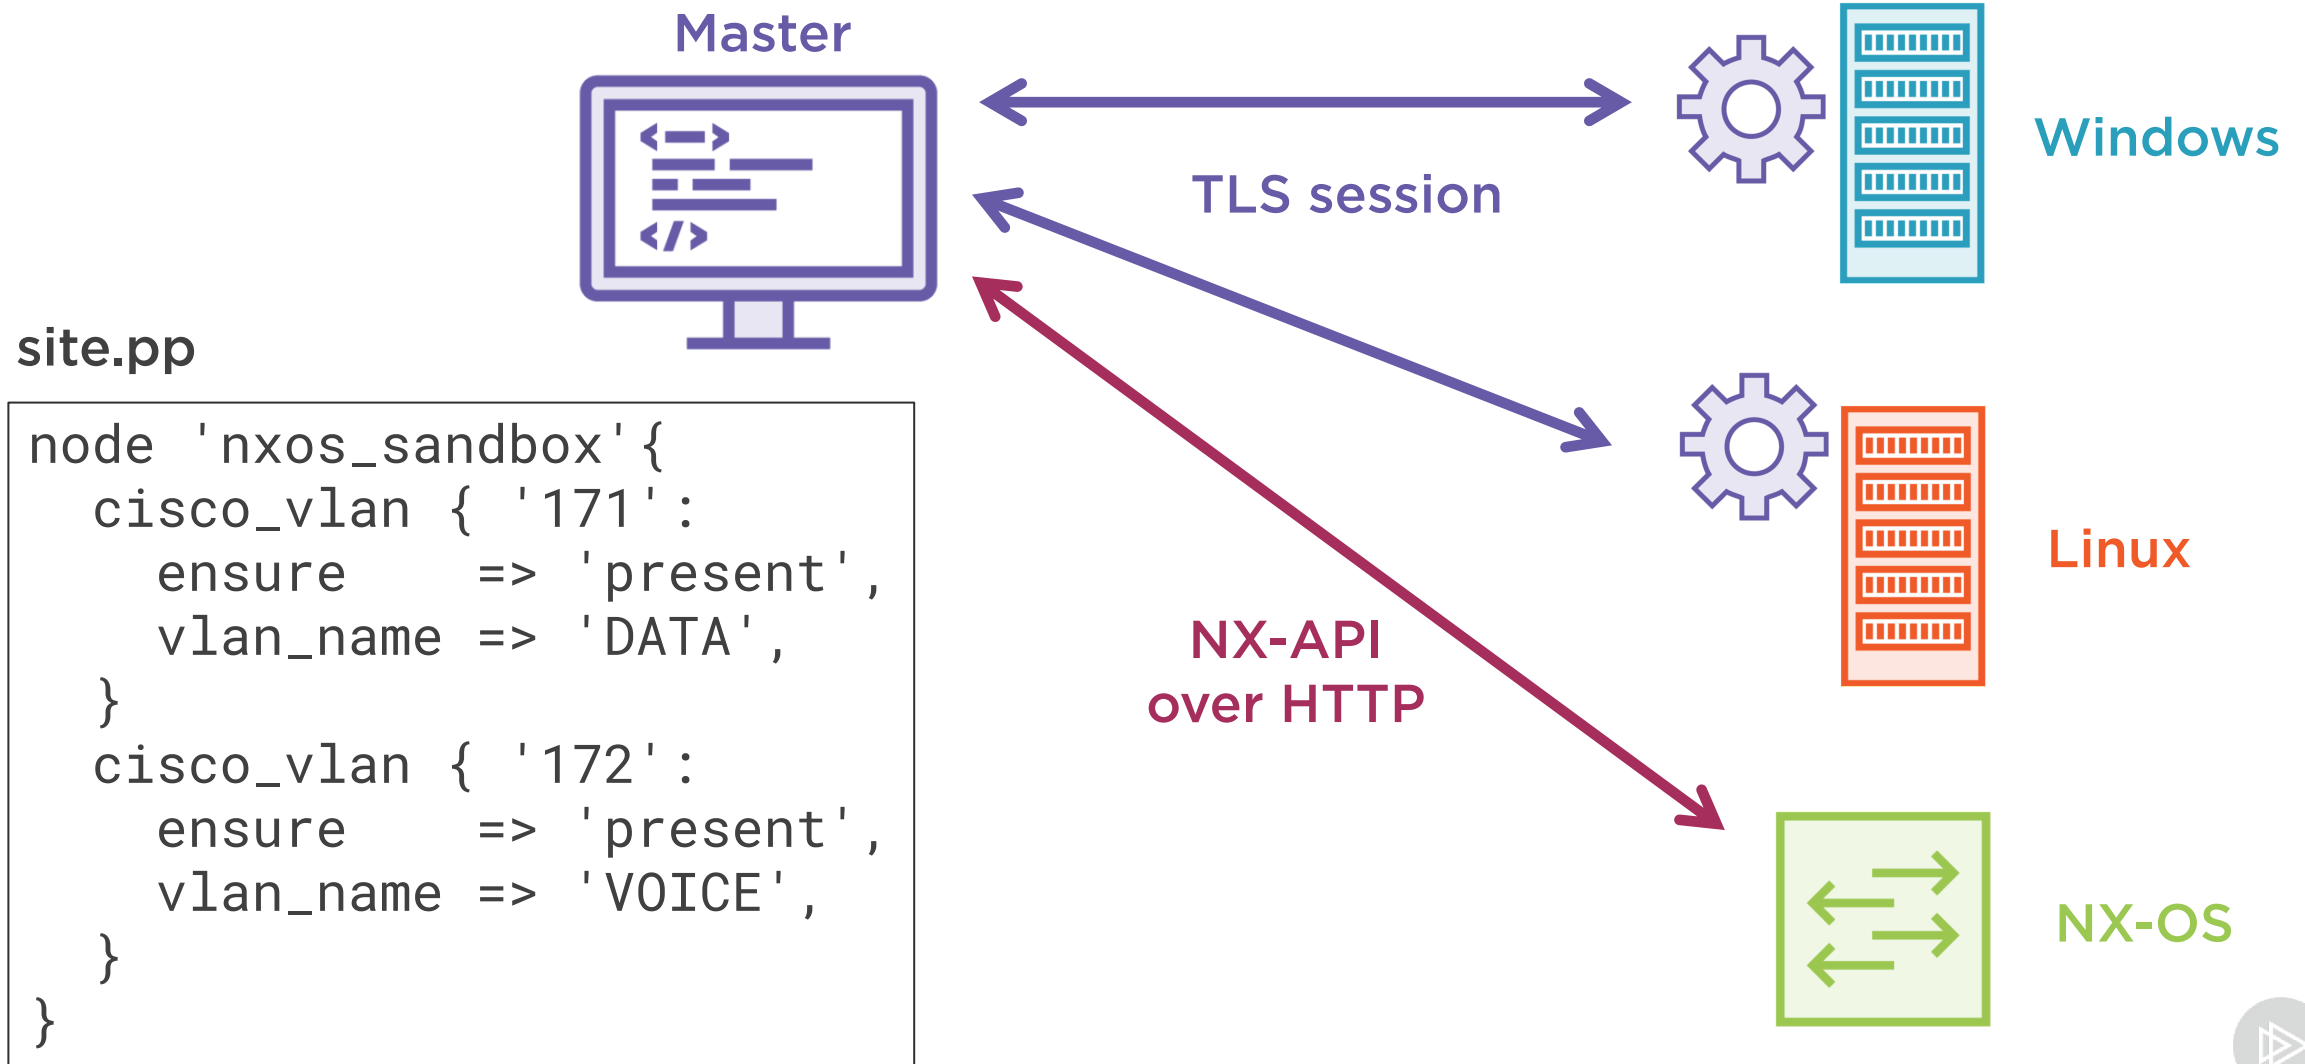 Master
TLS session
Windows
site.pp
node 'nxos_sandbox'{
  cisco_vlan { '171':
    ensure    => 'present',
    vlan_name => 'DATA',
  }
  cisco_vlan { '172':
    ensure    => 'present',
    vlan_name => 'VOICE',
  }
}
Linux
NX-API
over HTTP
NX-OS